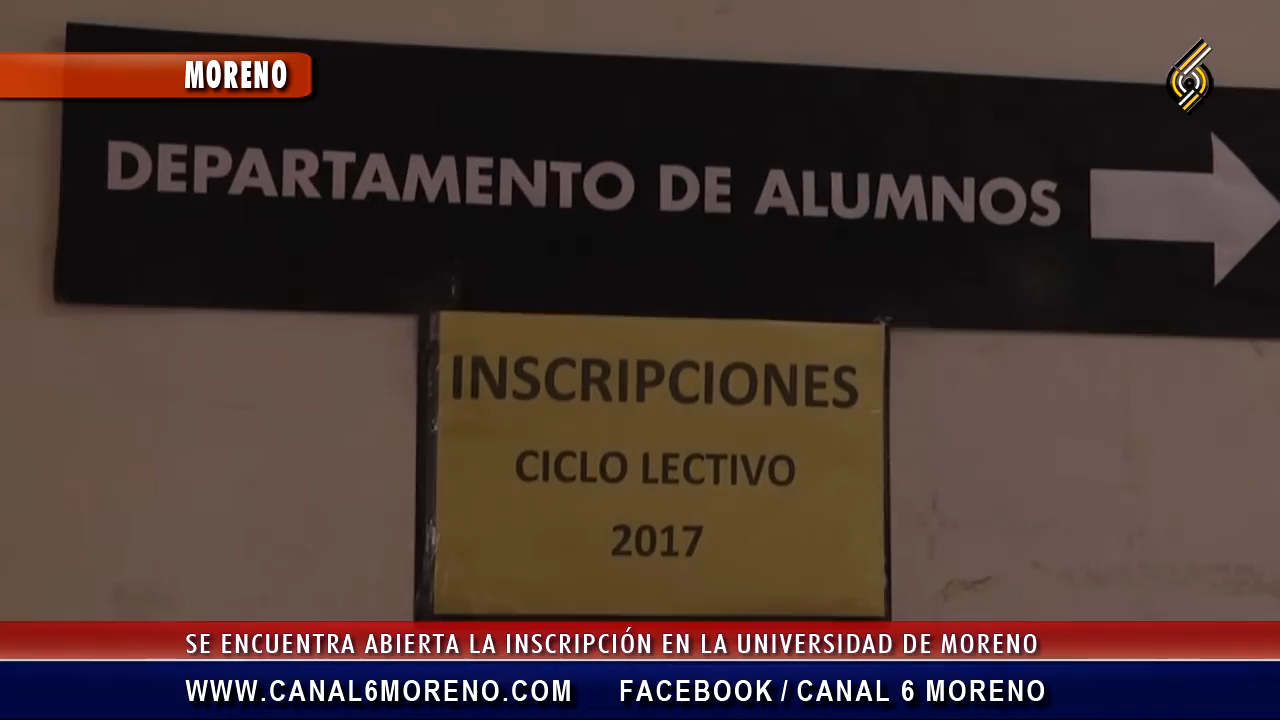 MORENO
DEPARTAMENTO DE ALUMNOS
INSCRIPCIONES
CICLO LECTIVO
2017
SE ENCUENTRA ABIERTA LA INSCRIPCIÓN EN LA UNIVERSIDAD DE MORENO
WWW.CANAL6MORENO.COM FACEBOOK / CANAL 6 MORENO